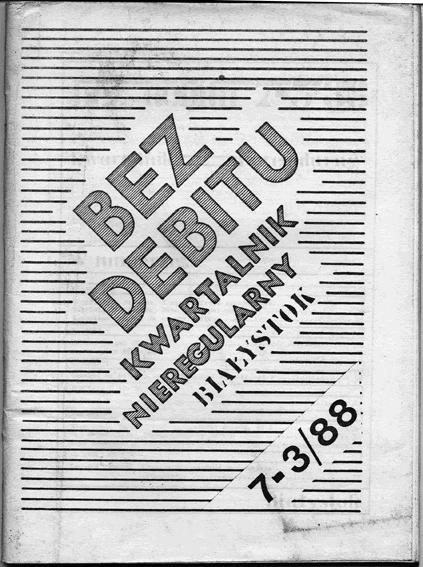 BEZ
DEBITU
KWARTALNIK
NIEREGULARNY
BIAŁYSTOK
7-3/88